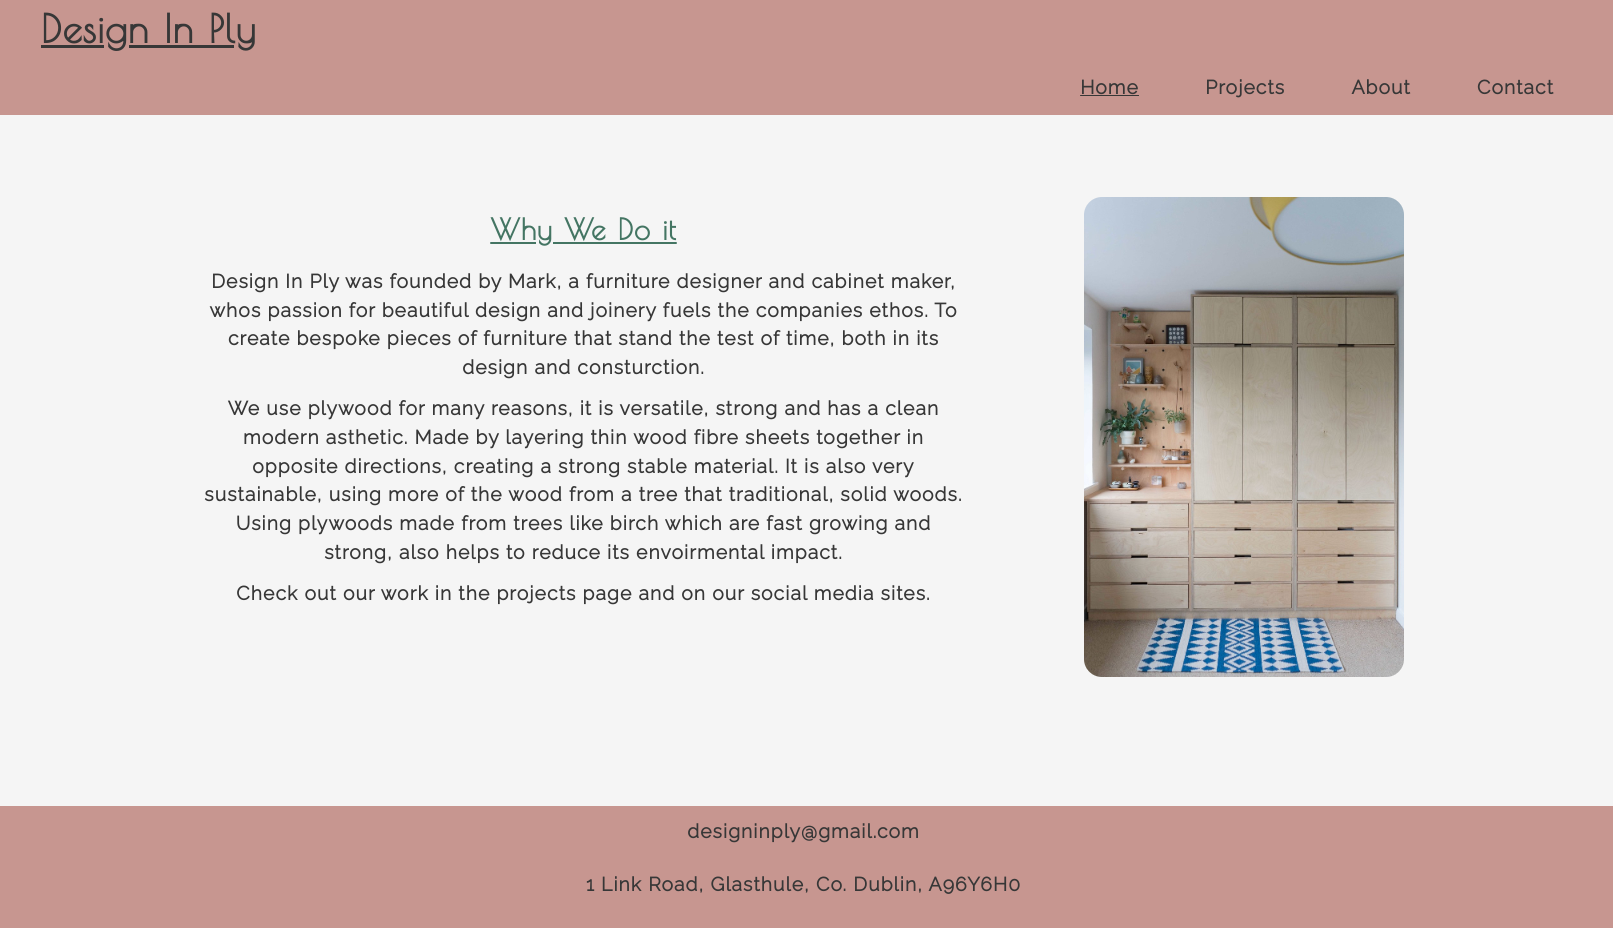 Design In Ply
Home Projects About Contact
Why We Do it
Design In Ply was founded by Mark, a furniture designer and cabinet maker,
whos passion for beautiful design and joinery fuels the companies ethos. To
create bespoke pieces of furniture that stand the test of time, both in its
design and consturction.
We use plywood for many reasons, it is versatile, strong and has a clean
modern asthetic. Made by layering thin wood fibre sheets together in
opposite directions, creating a strong stable material. It is also very
sustainable, using more of the wood from a tree that traditional, solid woods.
Using plywoods made from trees like birch which are fast growing and
strong, also helps to reduce its envoirmental impact.
Check out our work in the projects page and on our social media sites.
designinply@gmail.com
1 Link Road, Glasthule, Co. Dublin, A96Y6H0